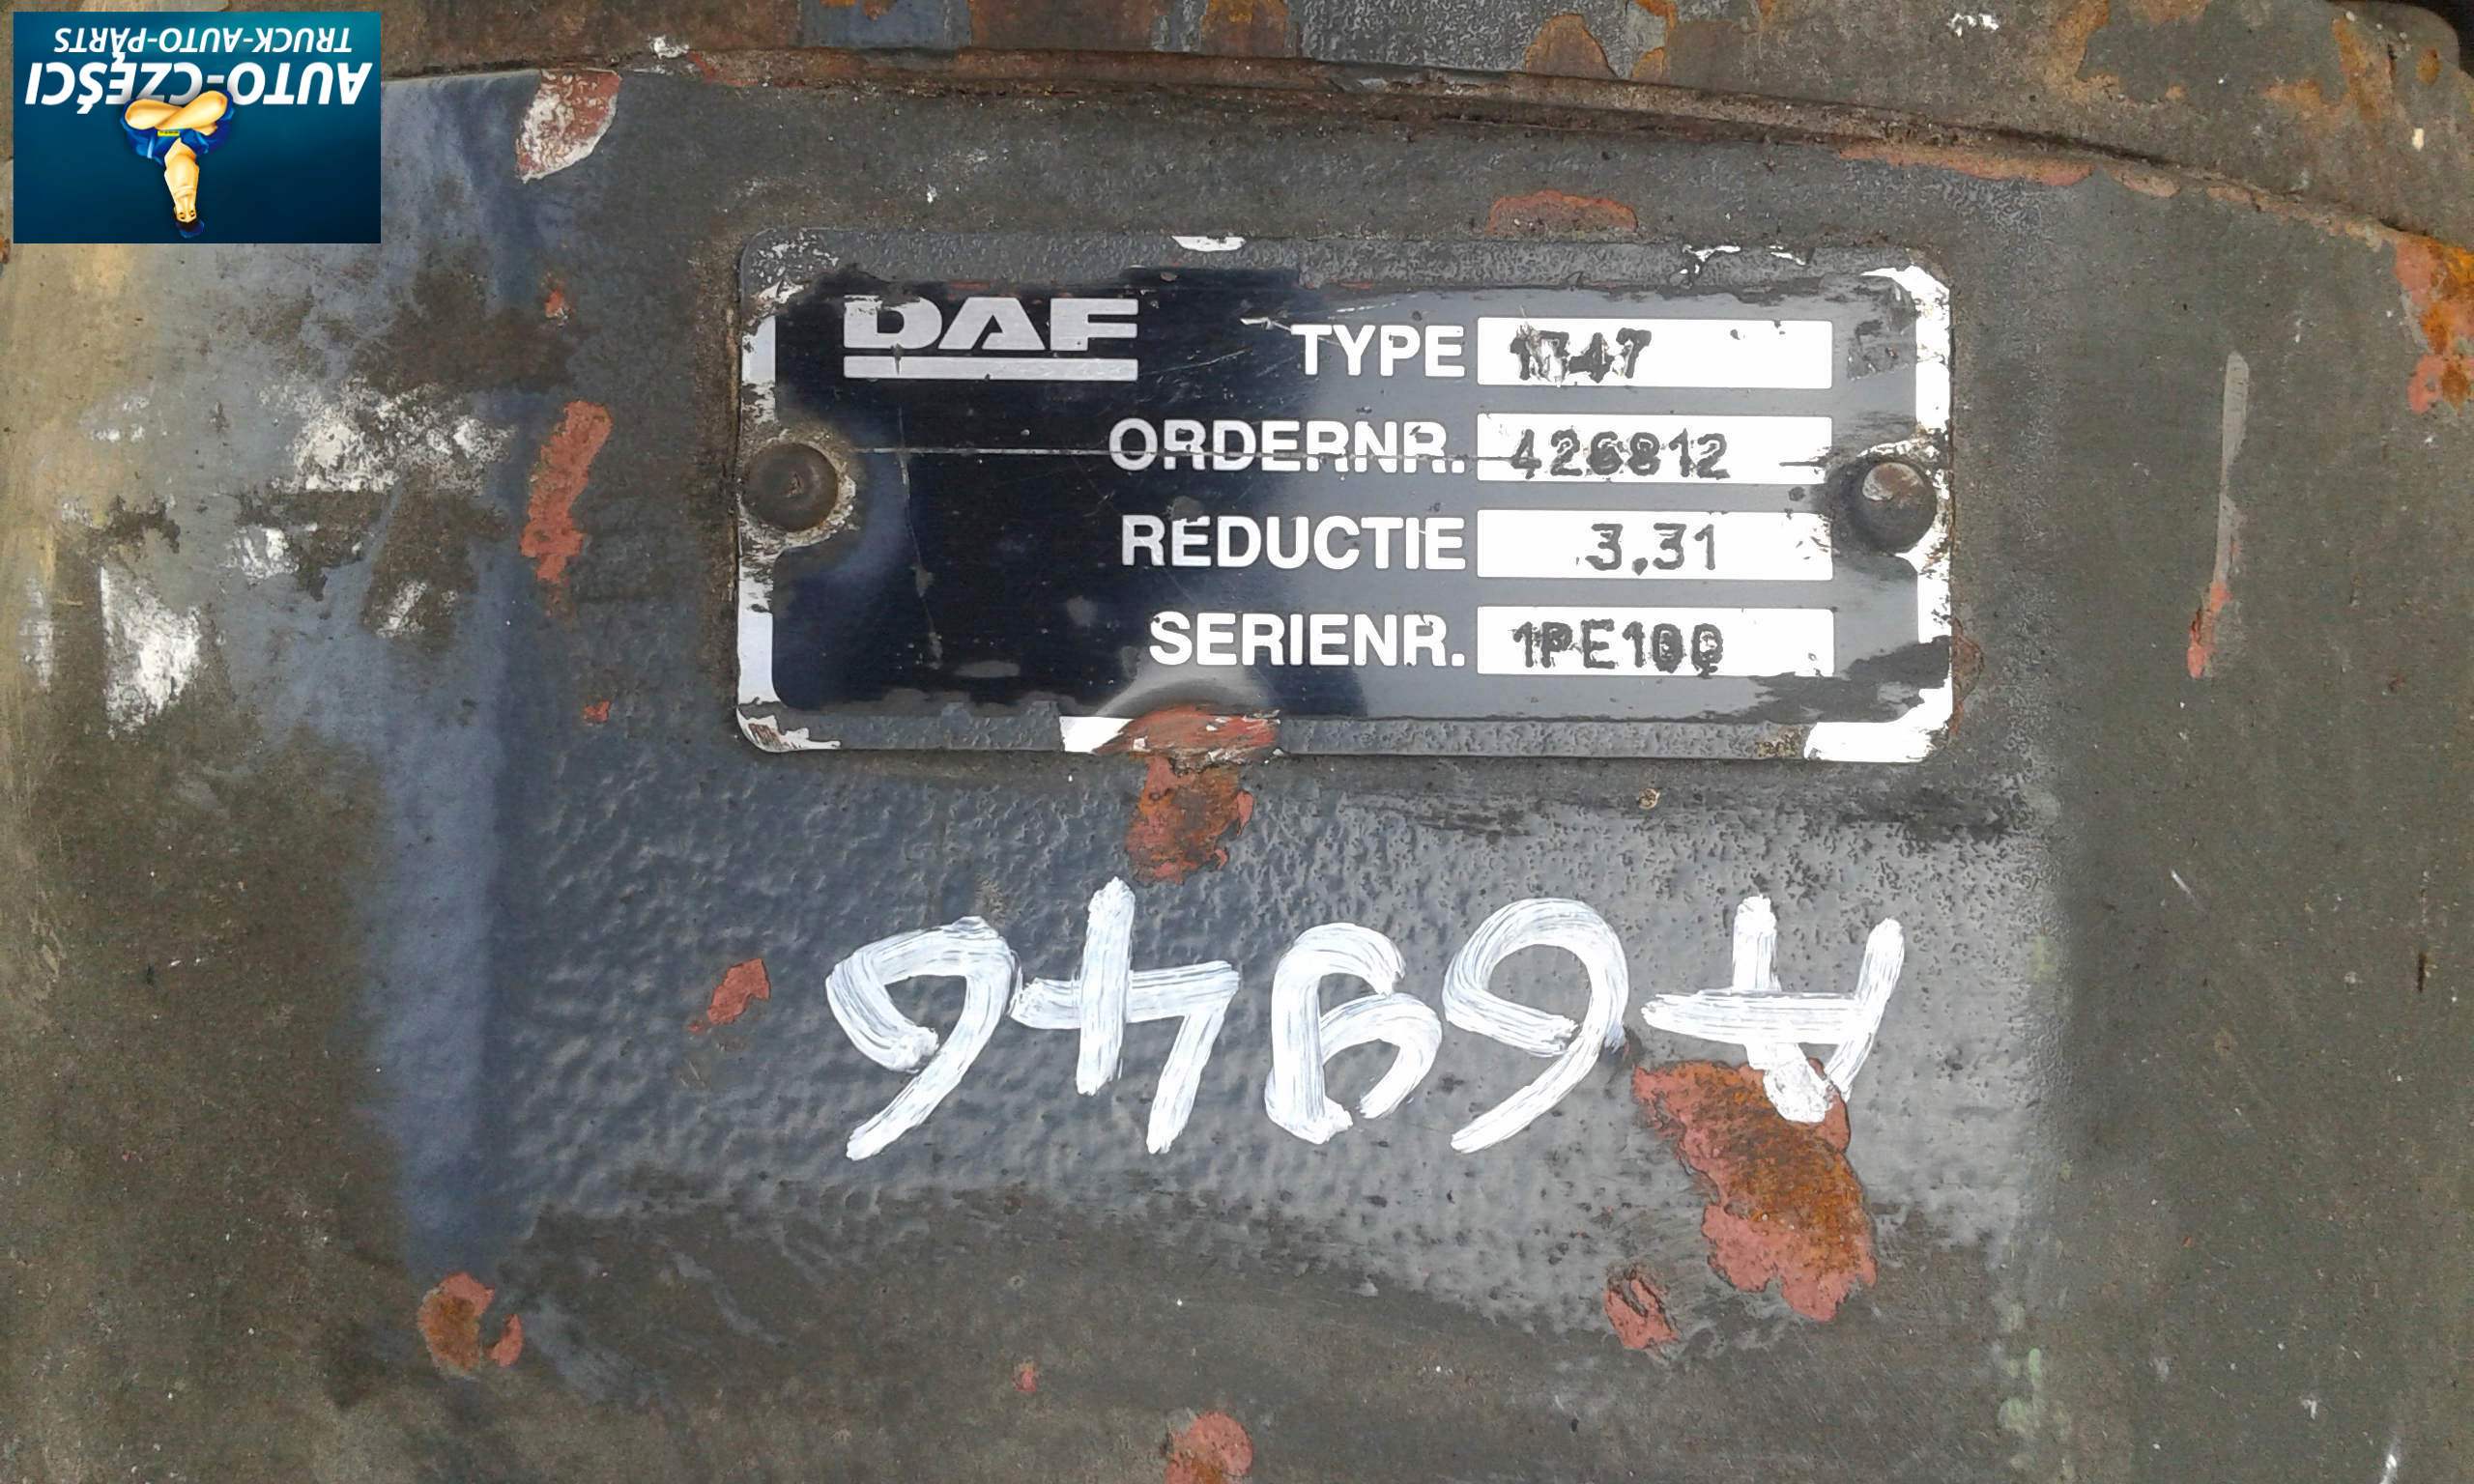 AUTO-CZĘŚCI
TRUCK-AUTO-PARTS
DAF
TYPE 1347
ORDERNR. 426812
REDUCTIE 3.31
SERIENR. 1PE100
A6946